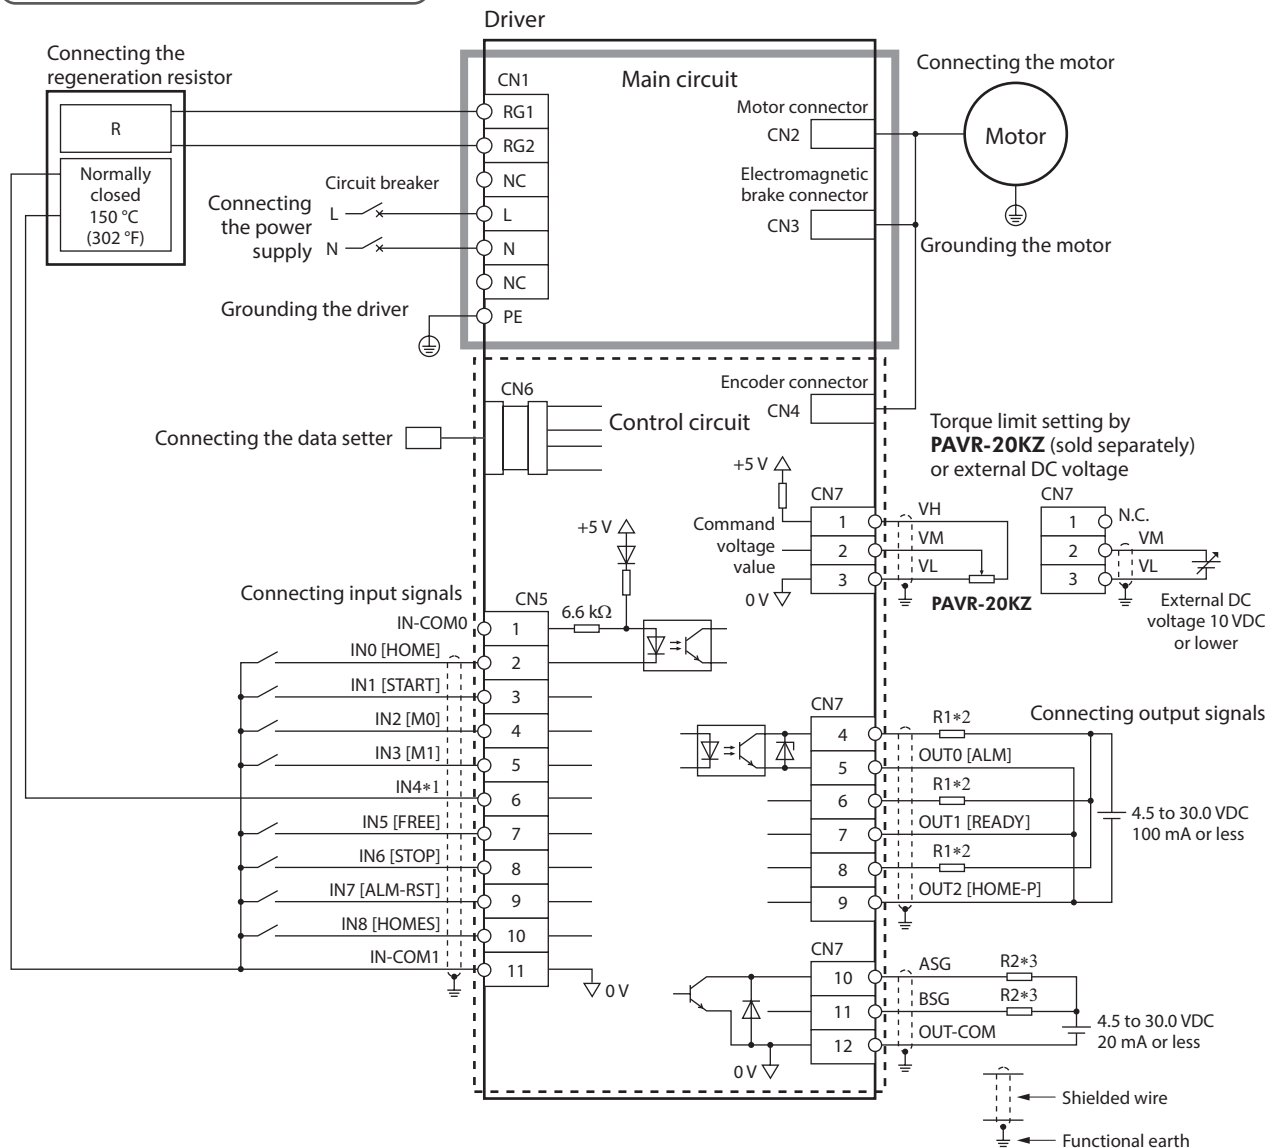 Driver
Connecting the
regeneration resistor
R
Normally
closed
150 °C
(302 °F)
Circuit breaker
Connecting
the power
supply
L
N
Grounding the driver
CN1
Main circuit
RG1
RG2
NC
L
N
NC
PE
Motor connector
CN2
Electromagnetic
brake connector
CN3
Connecting the motor
Motor
Grounding the motor
CN6
Control circuit
Encoder connector
CN4
Connecting the data setter
Torque limit setting by
PAVR-20KZ (sold separately)
or external DC voltage
+5 V
CN7
Command
voltage
value
1
2
3
0 V
VH
VM
VL
PAVR-20KZ
CN7
1
2
3
N.C.
VM
VL
External DC
voltage 10 VDC
or lower
+5 V
Connecting input signals
CN5
6.6 kΩ
IN-COM0
1
IN0 [HOME]
2
IN1 [START]
3
IN2 [M0]
4
IN3 [M1]
5
IN4*1
6
IN5 [FREE]
7
IN6 [STOP]
8
IN7 [ALM-RST]
9
IN8 [HOMES]
10
IN-COM1
11
0 V
CN7
Connecting output signals
4
R1*2
5
OUT0 [ALM]
6
R1*2
7
OUT1 [READY]
8
R1*2
9
OUT2 [HOME-P]
4.5 to 30.0 VDC
100 mA or less
CN7
10
ASG
R2*3
11
BSG
R2*3
12
OUT-COM
0 V
4.5 to 30.0 VDC
20 mA or less
Shielded wire
Functional earth